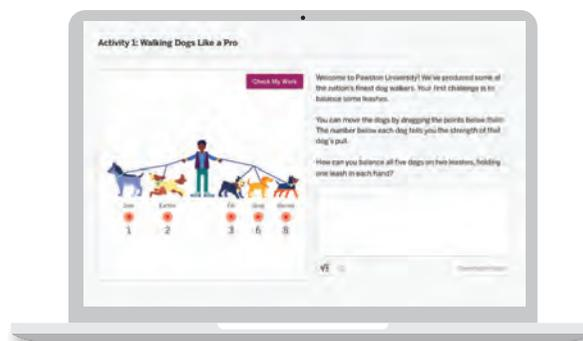 Activity 1: Walking Dogs Like a Pro
Check My Work
Welcome to Pawston University! We've produced some of
the nation's finest dog walkers. Your first challenge is to
balance some leashes.
You can move the dogs by dragging the points below them.
The number below each dog tells you the strength of that
dog's pull.
How can you balance all five dogs on two leashes, holding
one leash in each hand?
1 2 3 6 8
√